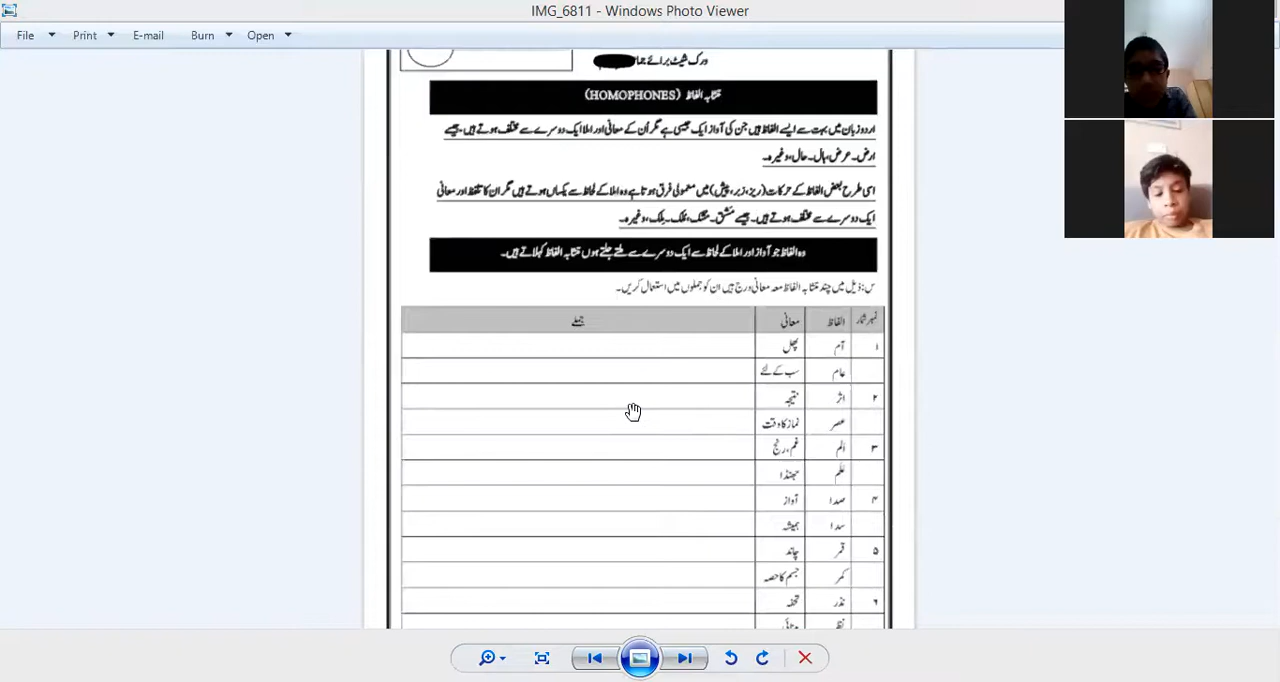 IMG_6811 - Windows Photo Viewer
File Print E-mail Burn Open
ورک شیٹ برائے جما
متشابہ الفاظ (HOMOPHONES)
اردو زبان میں بہت سے ایسے الفاظ ہیں جن کی آواز ایک جیسی ہے مگر اُن کے معانی اور املا ایک دوسرے سے مختلف ہوتے ہیں۔ جیسے
ارض۔ عرض، ہال۔ حال، وغیرہ۔
اسی طرح بعض الفاظ کے حرکات (زیر، زبر، پیش) میں معمولی فرق ہوتا ہے وہ املا کے لحاظ سے یکساں ہوتے ہیں مگر ان کا تلفظ اور معانی
ایک دوسرے سے مختلف ہوتے ہیں۔ جیسے مَشق۔ مشک، مُلک۔ مِلک، وغیرہ۔
وہ الفاظ جو آواز اور املا کے لحاظ سے ایک دوسرے سے ملتے جلتے ہوں متشابہ الفاظ کہلاتے ہیں۔
س: ذیل میں چند متشابہ الفاظ معہ معانی درج ہیں ان کو جملوں میں استعمال کریں۔
نمبر شمار الفاظ معانی جملے
۱ آم پھل
عام سب کے لئے
۲ اثر نتیجہ
عصر نماز کا وقت
۳ الم غم، رنج
علم جھنڈا
۴ صدا آواز
سدا ہمیشہ
۵ قمر چاند
کمر جسم کا حصہ
۶ نذر تحفہ